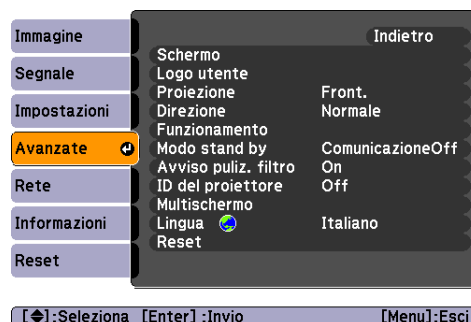 Immagine
Segnale
Impostazioni
Avanzate
Rete
Informazioni
Reset
Indietro
Schermo
Logo utente
Proiezione Front.
Direzione Normale
Funzionamento
Modo stand by ComunicazioneOff
Avviso puliz. filtro On
ID del proiettore Off
Multischermo
Lingua Italiano
Reset
[◆]:Seleziona [Enter]:Invio [Menu]:Esci